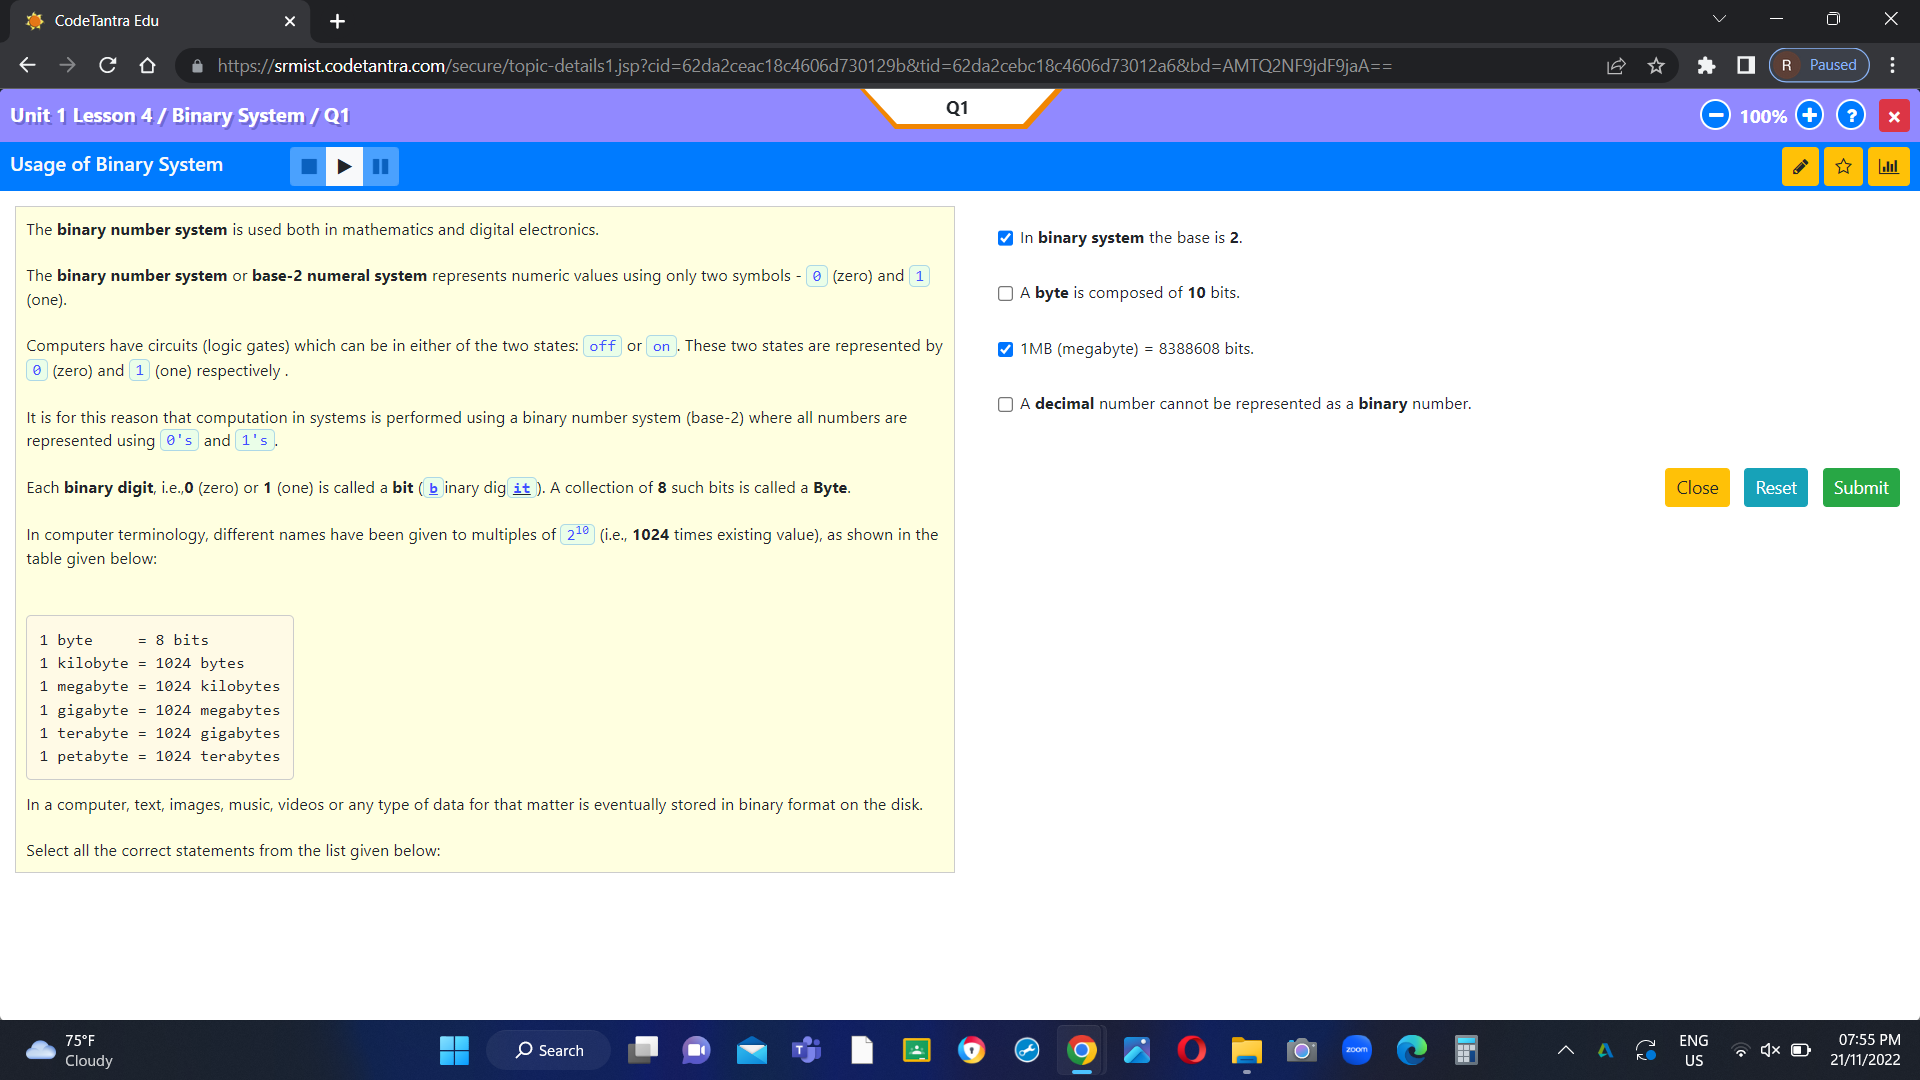 CodeTantra Edu
https://srmist.codetantra.com/secure/topic-details1.jsp?cid=62da2ceac18c4606d730129b&tid=62da2cebc18c4606d73012a6&bd=AMTQ2NF9jdF9jaA==
R Paused
Unit 1 Lesson 4 / Binary System / Q1
Q1
100%
?
Usage of Binary System
The binary number system is used both in mathematics and digital electronics.
The binary number system or base-2 numeral system represents numeric values using only two symbols - 0 (zero) and 1
(one).
Computers have circuits (logic gates) which can be in either of the two states: off or on. These two states are represented by
0 (zero) and 1 (one) respectively .
It is for this reason that computation in systems is performed using a binary number system (base-2) where all numbers are
represented using 0's and 1's.
Each binary digit, i.e.,0 (zero) or 1 (one) is called a bit (binary digit). A collection of 8 such bits is called a Byte.
In computer terminology, different names have been given to multiples of 2¹⁰ (i.e., 1024 times existing value), as shown in the
table given below:
1 byte     = 8 bits
1 kilobyte = 1024 bytes
1 megabyte = 1024 kilobytes
1 gigabyte = 1024 megabytes
1 terabyte = 1024 gigabytes
1 petabyte = 1024 terabytes
In a computer, text, images, music, videos or any type of data for that matter is eventually stored in binary format on the disk.
Select all the correct statements from the list given below:
In binary system the base is 2.
A byte is composed of 10 bits.
1MB (megabyte) = 8388608 bits.
A decimal number cannot be represented as a binary number.
Close Reset Submit
75°F
Cloudy
Search
zoom
ENG
US
07:55 PM
21/11/2022